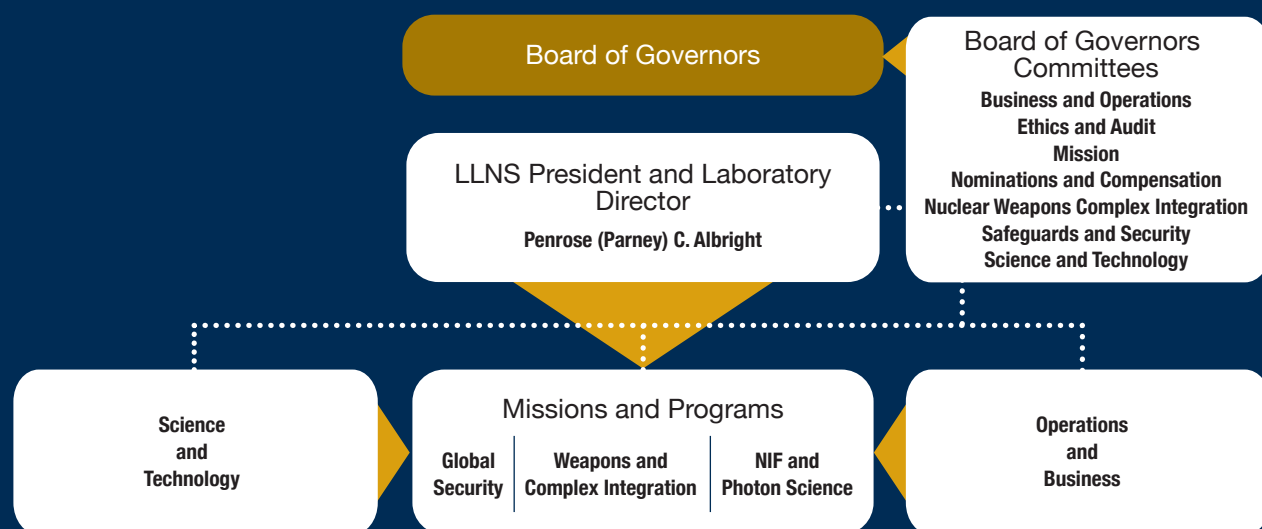 Board of Governors
Board of Governors
Committees
Business and Operations
Ethics and Audit
Mission
Nominations and Compensation
Nuclear Weapons Complex Integration
Safeguards and Security
Science and Technology
LLNS President and Laboratory
Director
Penrose (Parney) C. Albright
Science
and
Technology
Missions and Programs
Global
Security
Weapons and
Complex Integration
NIF and
Photon Science
Operations
and
Business